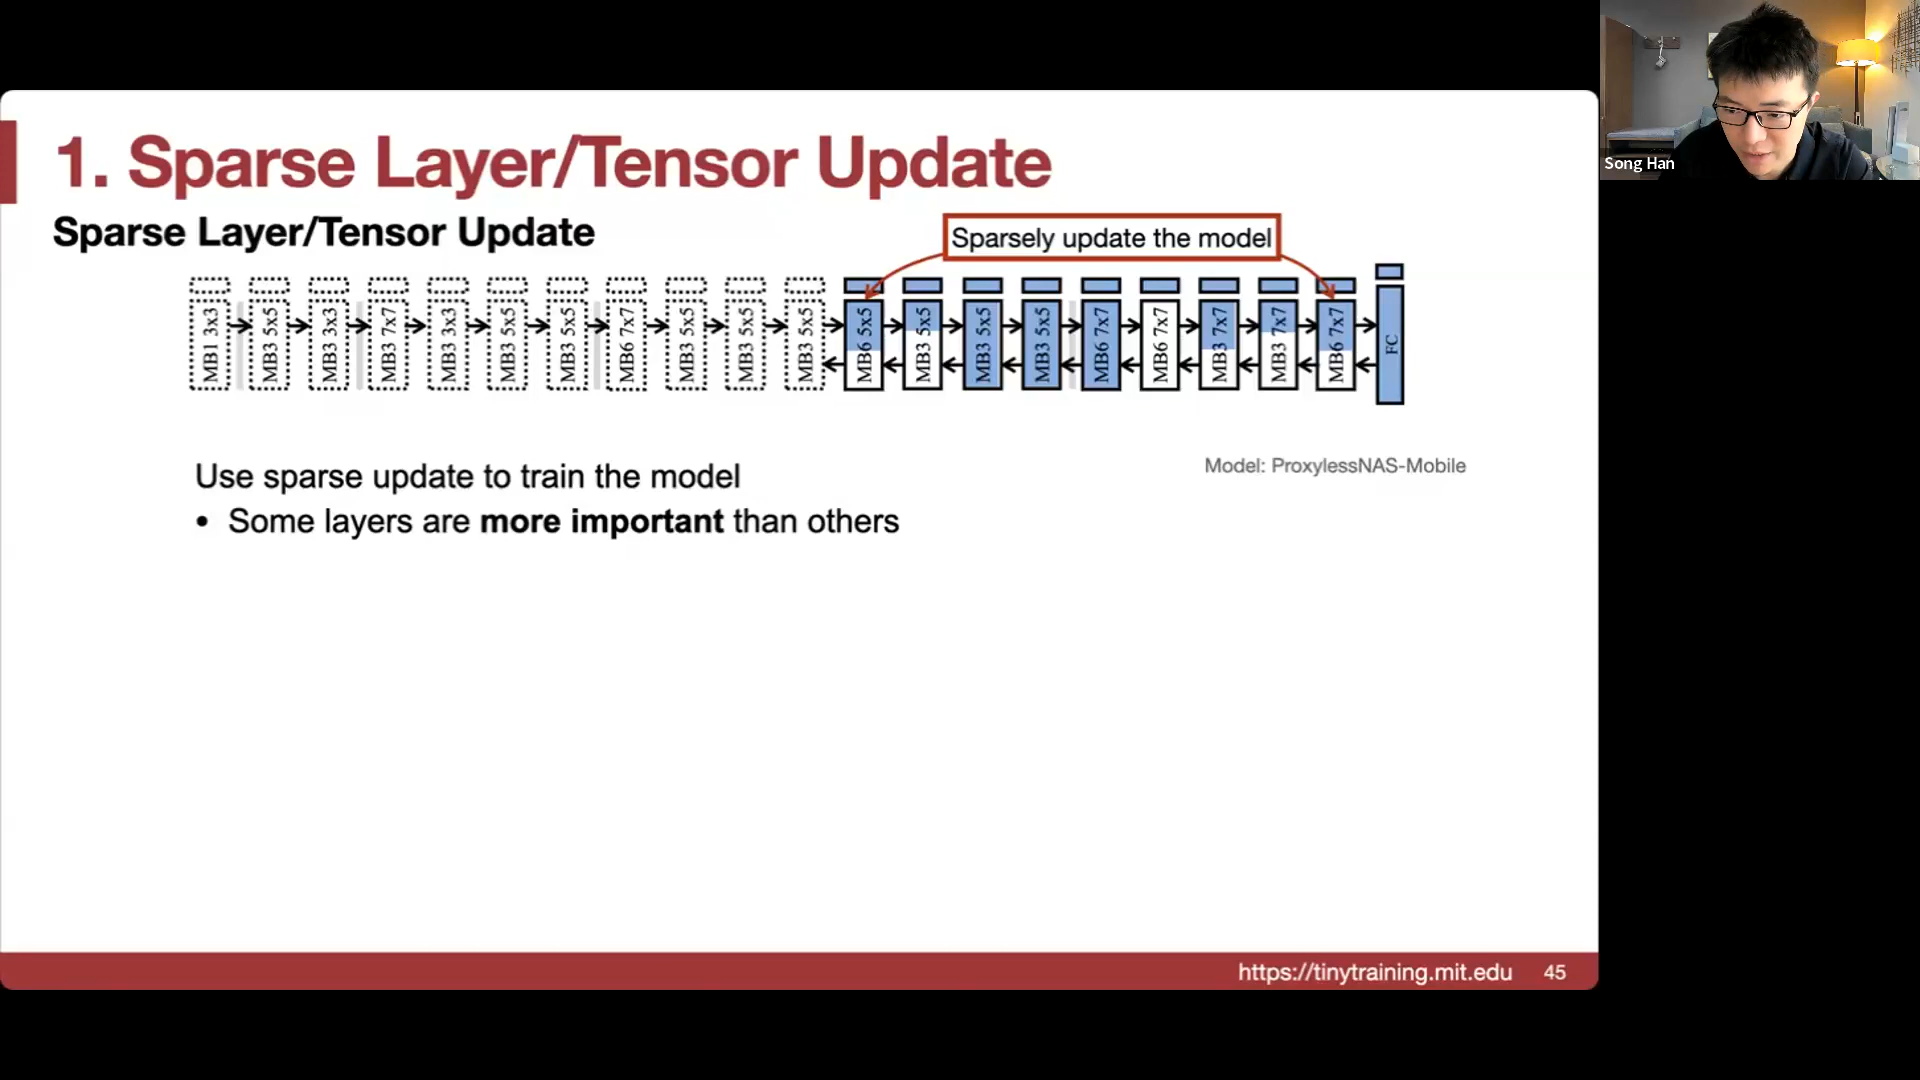 1. Sparse Layer/Tensor Update
Sparse Layer/Tensor Update
Sparsely update the model
MB1 3x3
MB3 5x5
MB3 3x3
MB3 7x7
MB3 3x3
MB3 5x5
MB3 5x5
MB6 7x7
MB3 5x5
MB3 5x5
MB3 5x5
MB6 5x5
MB3 5x5
MB3 5x5
MB3 5x5
MB6 7x7
MB6 7x7
MB3 7x7
MB3 7x7
MB6 7x7
FC
Model: ProxylessNAS-Mobile
Use sparse update to train the model
• Some layers are more important than others
https://tinytraining.mit.edu 45
Song Han